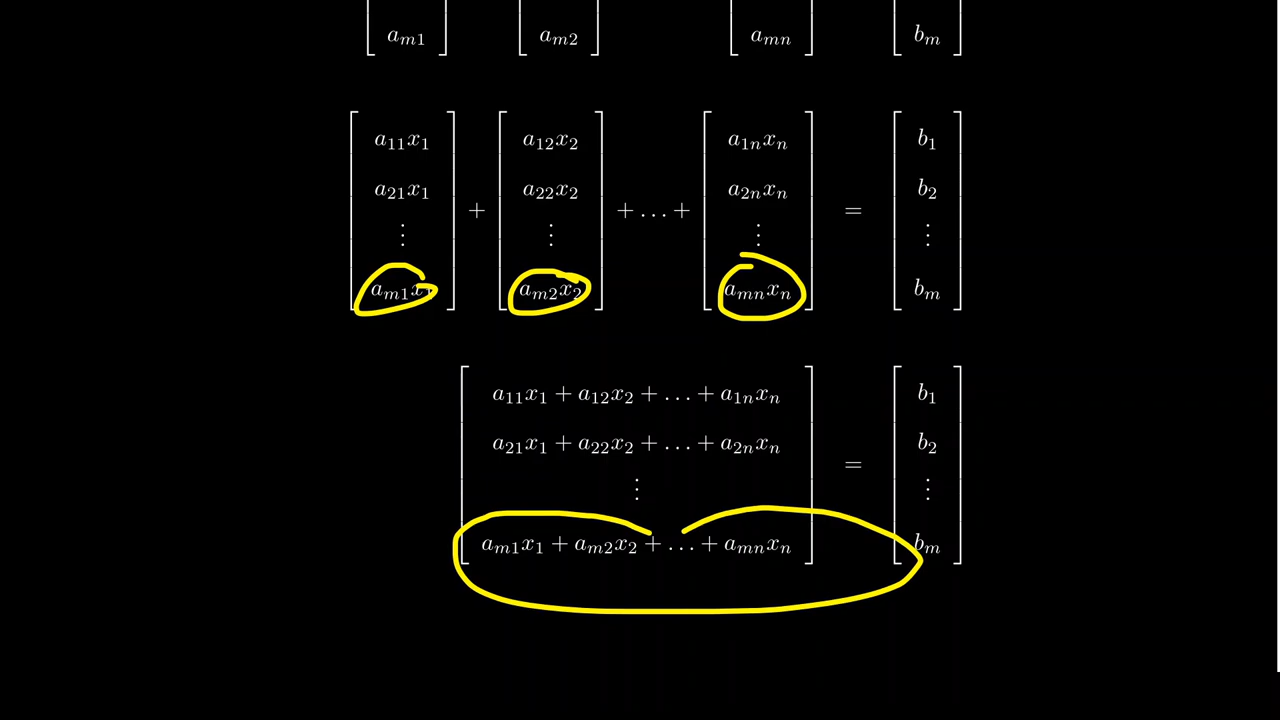 a_{m1} a_{m2} a_{mn} b_m
a_{11}x_1 a_{12}x_2 a_{1n}x_n b_1
a_{21}x_1 a_{22}x_2 a_{2n}x_n b_2
+ + … + =
⋮ ⋮ ⋮ ⋮
a_{m1}x_1 a_{m2}x_2 a_{mn}x_n b_m
a_{11}x_1 + a_{12}x_2 + … + a_{1n}x_n b_1
a_{21}x_1 + a_{22}x_2 + … + a_{2n}x_n b_2
=
⋮ ⋮
a_{m1}x_1 + a_{m2}x_2 + … + a_{mn}x_n b_m